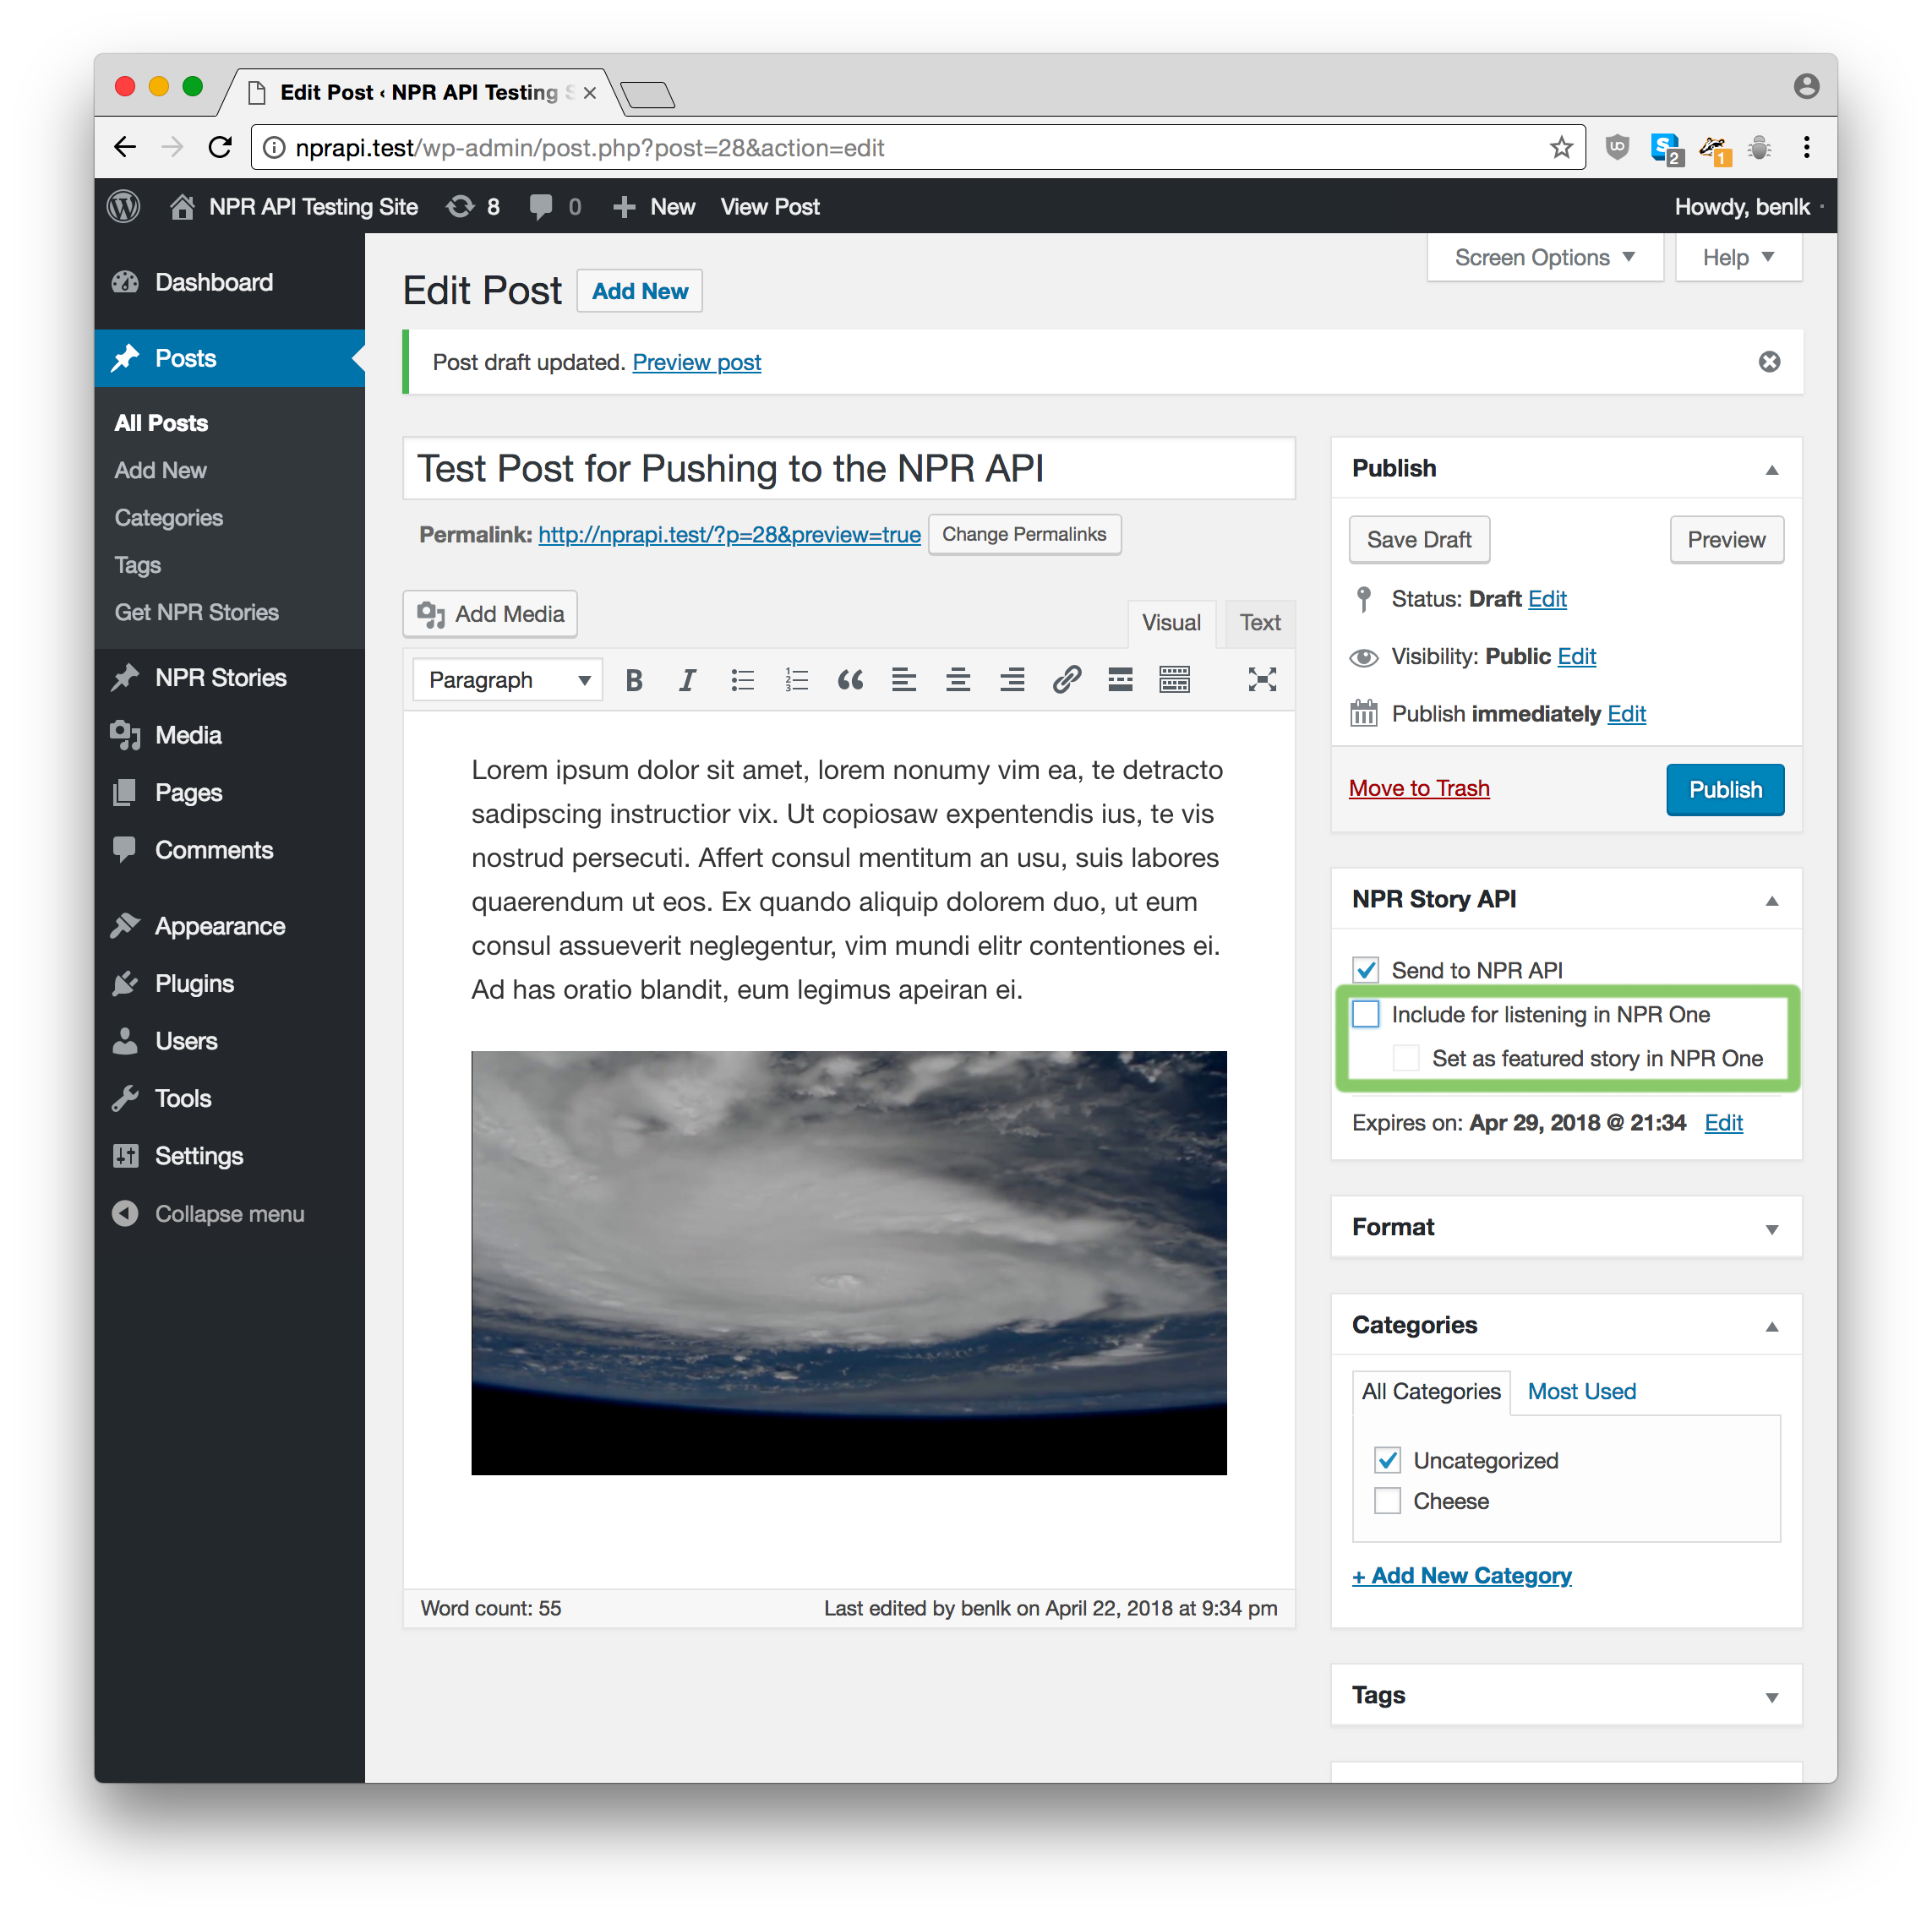 Edit Post ‹ NPR API Testing S
nprapi.test/wp-admin/post.php?post=28&action=edit
2
1
NPR API Testing Site
8
0
New
View Post
Howdy, benlk
Screen Options
Help
Dashboard
Posts
All Posts
Add New
Categories
Tags
Get NPR Stories
NPR Stories
Media
Pages
Comments
Appearance
Plugins
Users
Tools
Settings
Collapse menu
Edit Post
Add New
Post draft updated. Preview post
Test Post for Pushing to the NPR API
Permalink: http://nprapi.test/?p=28&preview=true
Change Permalinks
Add Media
Visual
Text
Paragraph
B I
Lorem ipsum dolor sit amet, lorem nonumy vim ea, te detracto
sadipscing instructior vix. Ut copiosaw expentendis ius, te vis
nostrud persecuti. Affert consul mentitum an usu, suis labores
quaerendum ut eos. Ex quando aliquip dolorem duo, ut eum
consul assueverit neglegentur, vim mundi elitr contentiones ei.
Ad has oratio blandit, eum legimus apeiran ei.
Word count: 55
Last edited by benlk on April 22, 2018 at 9:34 pm
Publish
Save Draft
Preview
Status: Draft Edit
Visibility: Public Edit
Publish immediately Edit
Move to Trash
Publish
NPR Story API
Send to NPR API
Include for listening in NPR One
Set as featured story in NPR One
Expires on: Apr 29, 2018 @ 21:34 Edit
Format
Categories
All Categories
Most Used
Uncategorized
Cheese
+ Add New Category
Tags